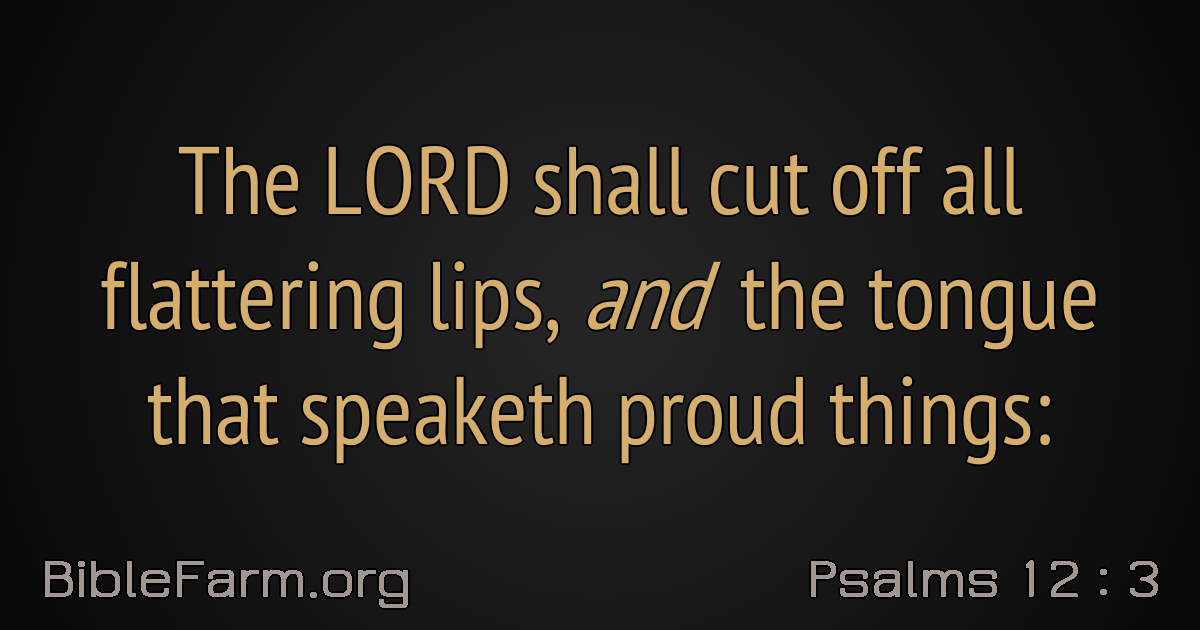 The LORD shall cut off all
flattering lips, and the tongue
that speaketh proud things:
BibleFarm.org
Psalms 12 : 3